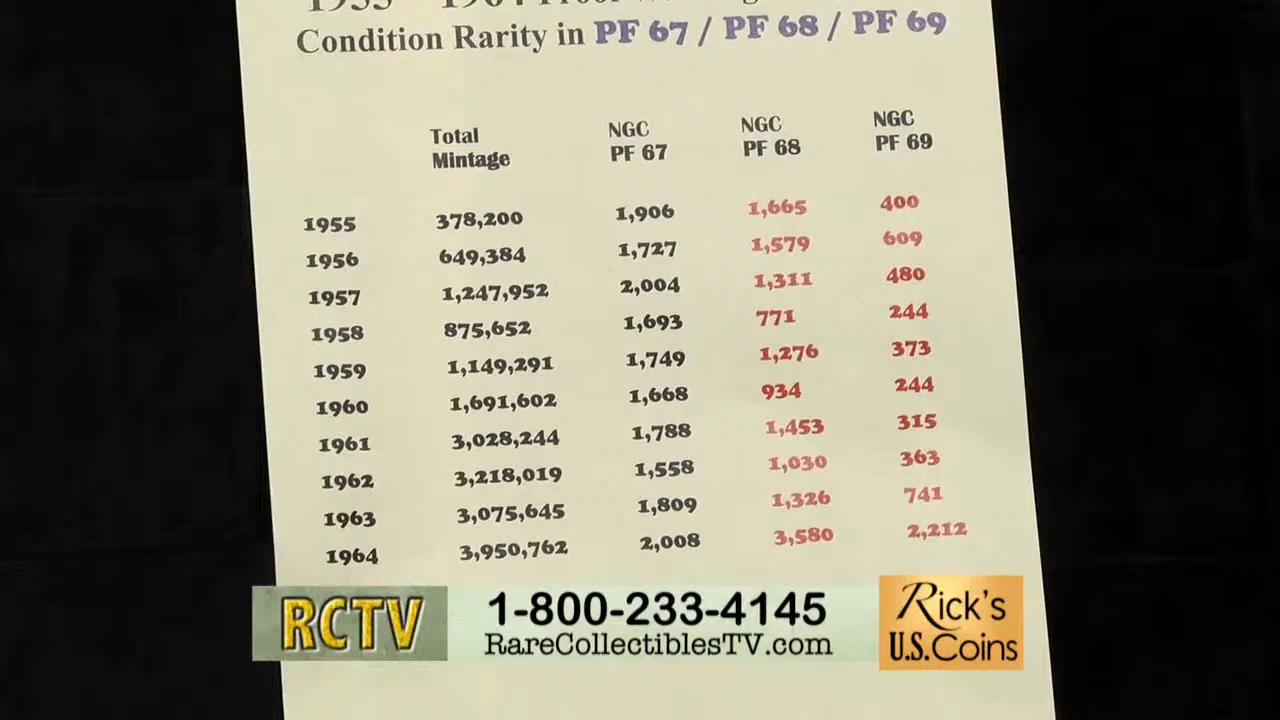 Condition Rarity in PF 67 / PF 68 / PF 69
Total Mintage NGC PF 67 NGC PF 68 NGC PF 69
1955 378,200 1,906 1,665 400
1956 649,384 1,727 1,579 609
1957 1,247,952 2,004 1,311 480
1958 875,652 1,693 771 244
1959 1,149,291 1,749 1,276 373
1960 1,691,602 1,668 934 244
1961 3,028,244 1,788 1,453 315
1962 3,218,019 1,558 1,030 363
1963 3,075,645 1,809 1,326 741
1964 3,950,762 2,008 3,580 2,212
RCTV
1-800-233-4145
RareCollectiblesTV.com
Rick's
U.S. Coins